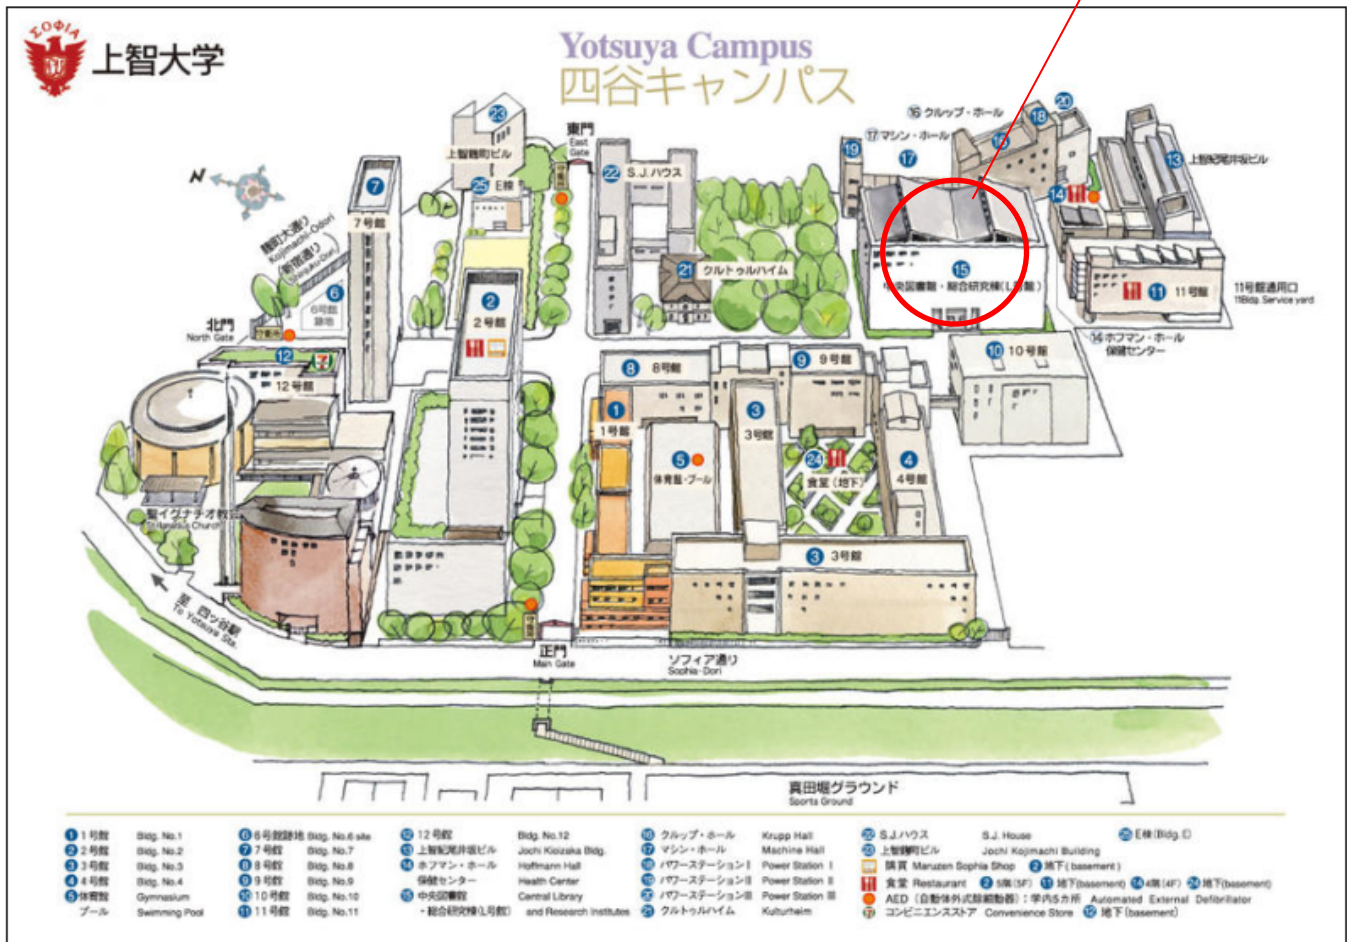 ΣΟΦΙΑ
上智大学
Yotsuya Campus
四谷キャンパス
23
上智麹町ビル
25 E棟
東門
East Gate
22 S.J.ハウス
16 クルップ・ホール
17 マシン・ホール
18
20
19
17
16
13 上智紀尾井坂ビル
14
N
7
7号館
麹町大通り
Kojimachi-Odori
(新宿通り)
6
6号館
跡地
北門
North Gate
2
2号館
21 クルトゥルハイム
15
中央図書館・総合研究棟(L号館)
11 11号館
11号館通用口
11Bldg. Service yard
14 ホフマン・ホール
保健センター
12
12号館
8 8号館
9 9号館
10 10号館
1
1号館
3
3号館
5
体育館・プール
24
食堂(地下)
4
4号館
聖イグナチオ教会
St.Ignatius Church
3 3号館
至 四ッ谷駅
To Yotsuya Sta.
正門
Main Gate
ソフィア通り
Sophia-Dori
真田堀グラウンド
Sports Ground
1 1号館 Bldg. No.1
2 2号館 Bldg. No.2
3 3号館 Bldg. No.3
4 4号館 Bldg. No.4
5 体育館 Gymnasium
プール Swimming Pool
6 6号館跡地 Bldg. No.6 site
7 7号館 Bldg. No.7
8 8号館 Bldg. No.8
9 9号館 Bldg. No.9
10 10号館 Bldg. No.10
11 11号館 Bldg. No.11
12 12号館 Bldg. No.12
13 上智紀尾井坂ビル Jochi Kioizaka Bldg.
14 ホフマン・ホール Hoffmann Hall
保健センター Health Center
15 中央図書館 Central Library
・総合研究棟(L号館) and Research Institutes
16 クルップ・ホール Krupp Hall
17 マシン・ホール Machine Hall
18 パワーステーションⅠ Power Station Ⅰ
19 パワーステーションⅡ Power Station Ⅱ
20 パワーステーションⅢ Power Station Ⅲ
21 クルトゥルハイム Kulturheim
22 S.J.ハウス S.J. House
25 E棟(Bldg. E)
23 上智麹町ビル Jochi Kojimachi Building
購買 Maruzen Sophia Shop 2 地下(basement)
食堂 Restaurant 2 5階(5F) 11 地下(basement) 14 4階(4F) 24 地下(basement)
AED(自動体外式除細動器):学内5カ所 Automated External Defibrillator
コンビニエンスストア Convenience Store 12 地下(basement)